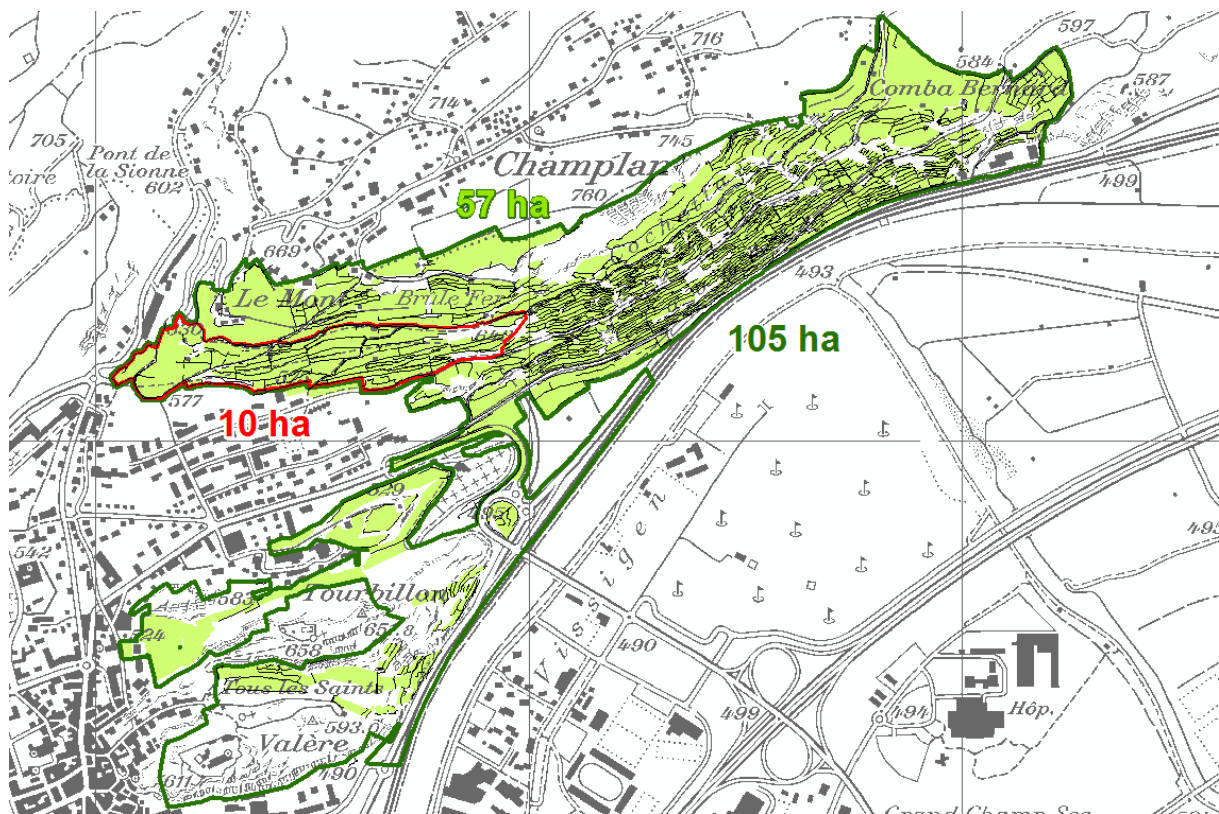 597
716
584
587
Comba Bernard
714
705
745
Pont de
la Sionne
602
Champlan
toire
760
499
57 ha
669
493
Le Mont
Brûle Fer
105 ha
577
10 ha
542
Vissigen
583
Tourbillon
490
658
Tous les Saints
499
494
Hôp.
593
Valère
490
611
Grand Champ Sec